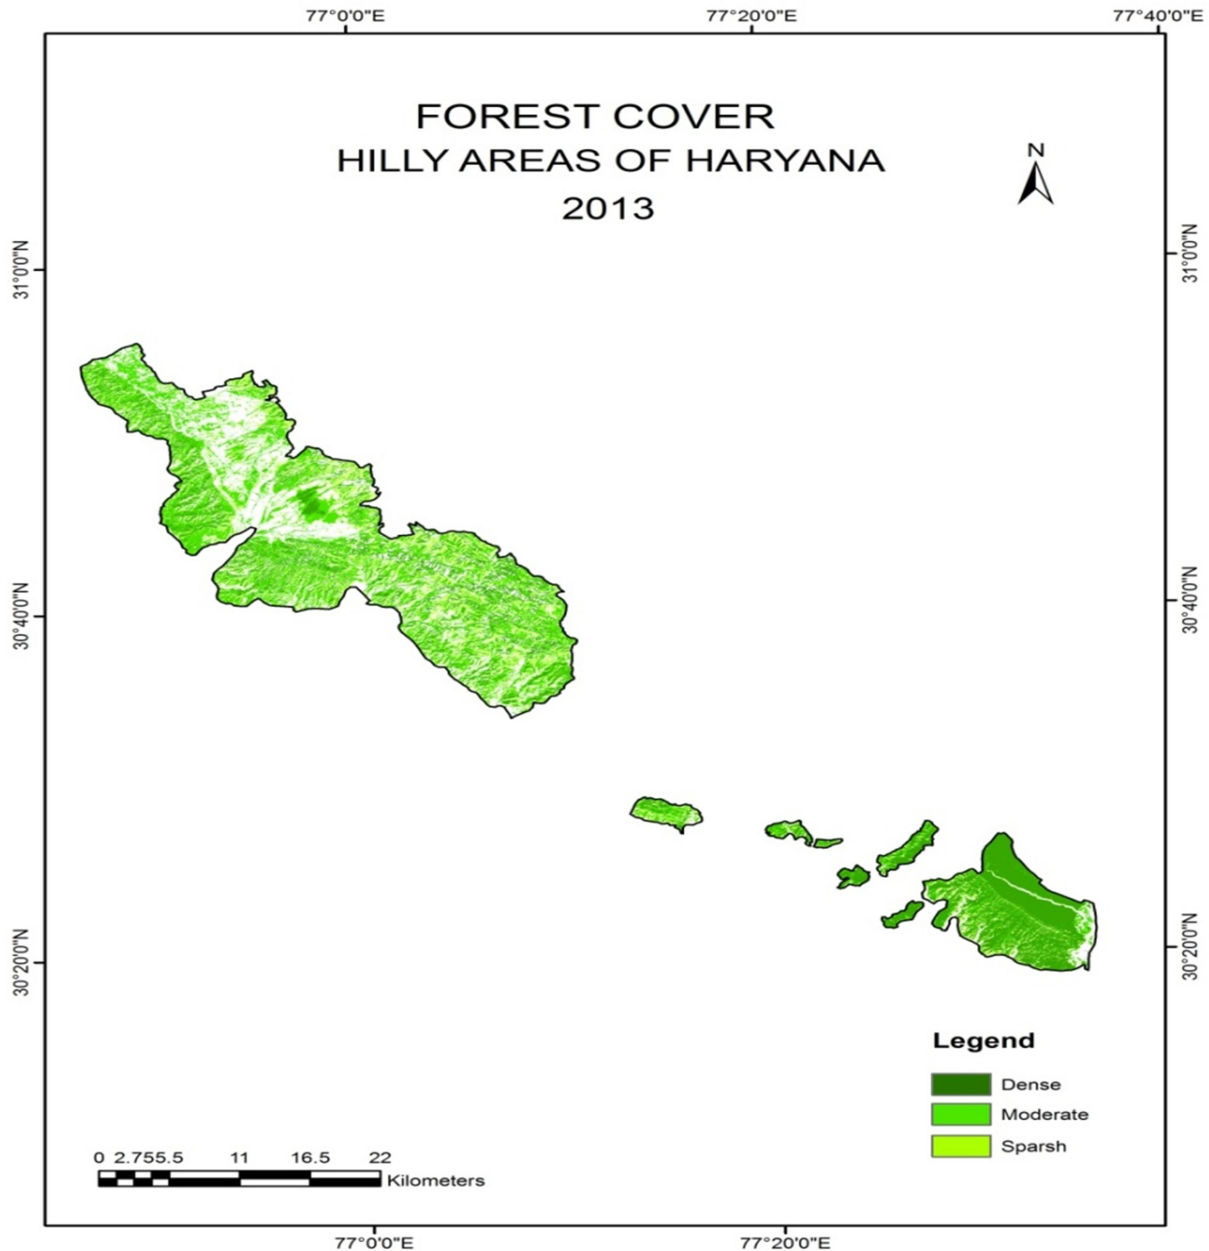 77°0'0"E 77°20'0"E 77°40'0"E
FOREST COVER
HILLY AREAS OF HARYANA
2013
N
31°0'0"N
31°0'0"N
30°40'0"N
30°40'0"N
30°20'0"N
30°20'0"N
Legend
Dense
Moderate
Sparsh
0 2.755.5 11 16.5 22
Kilometers
77°0'0"E 77°20'0"E